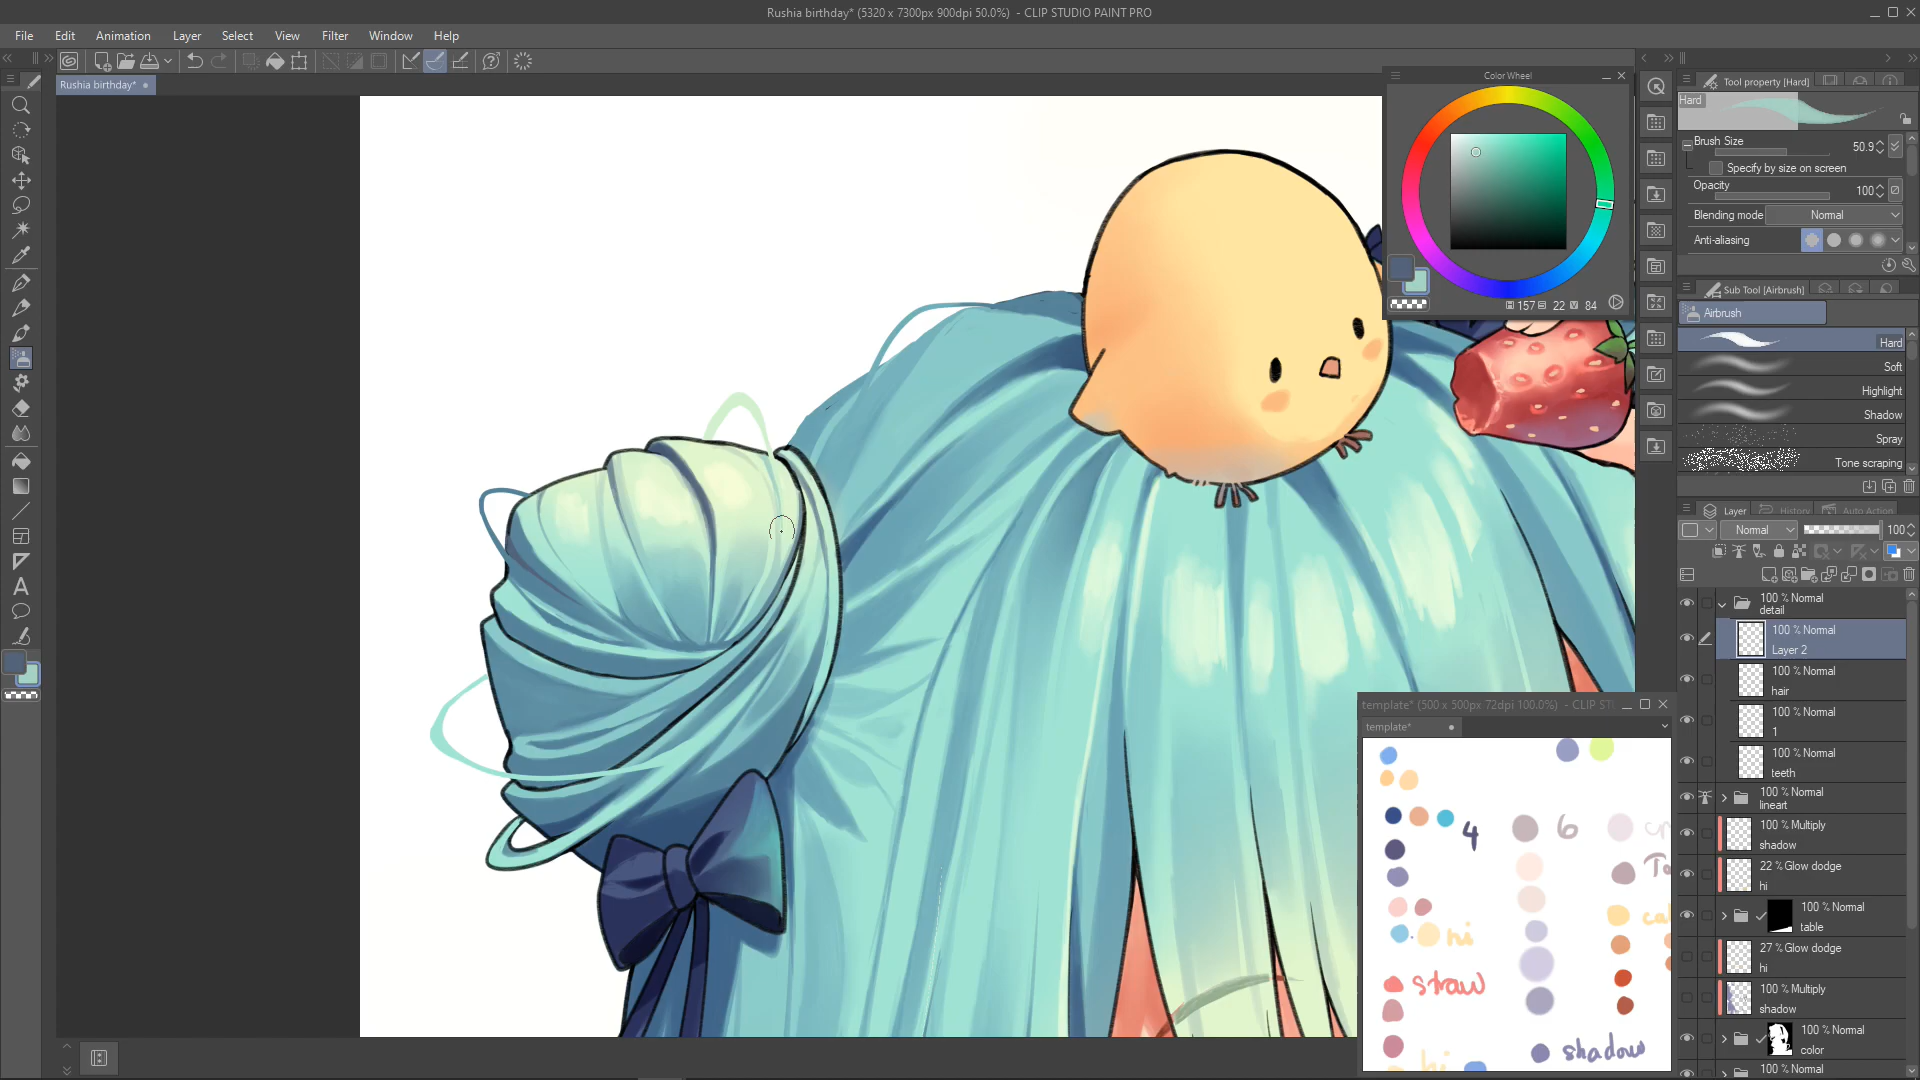 Rushia birthday* (5320 x 7300px 900dpi 50.0%) - CLIP STUDIO PAINT PRO
File Edit Animation Layer Select View Filter Window Help
Rushia birthday*
Color Wheel
157 22 84
Tool property [Hard]
Hard
Brush Size 50.9
Specify by size on screen
Opacity 100
Blending mode Normal
Anti-aliasing
Sub Tool [Airbrush]
Airbrush
Hard
Soft
Highlight
Shadow
Spray
Tone scraping
Layer History Auto Action
Normal 100
100 % Normal
detail
100 % Normal
Layer 2
100 % Normal
hair
100 % Normal
1
100 % Normal
teeth
100 % Normal
lineart
100 % Multiply
shadow
22 % Glow dodge
hi
100 % Normal
table
27 % Glow dodge
hi
100 % Multiply
shadow
100 % Normal
color
100 % Normal
template* (500 x 500px 72dpi 100.0%) - CLIP ST
template*
4 6
hi
straw
hi
shadow